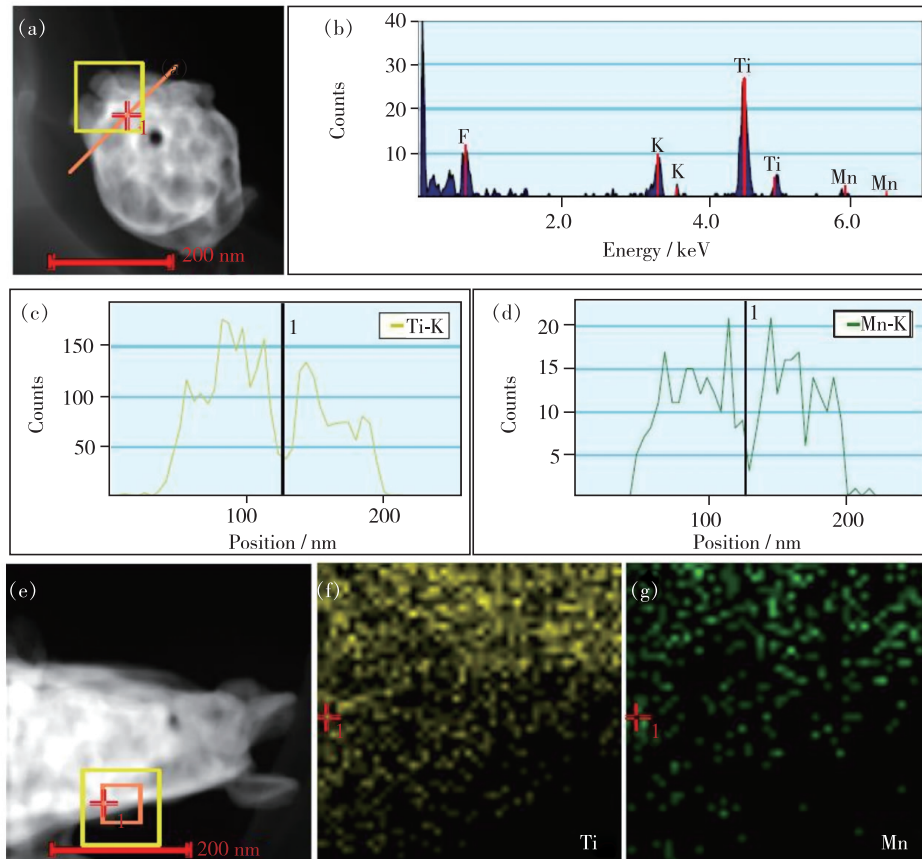 (a)
1
200 nm
(b)
Counts
40
30
20
10
F
K
K
Ti
Ti
Mn
Mn
2.0
4.0
6.0
Energy / keV
(c)
1
Ti-K
Counts
150
100
50
100
200
Position / nm
(d)
1
Mn-K
Counts
20
15
10
5
100
200
Position / nm
(e)
1
200 nm
(f)
1
Ti
(g)
1
Mn